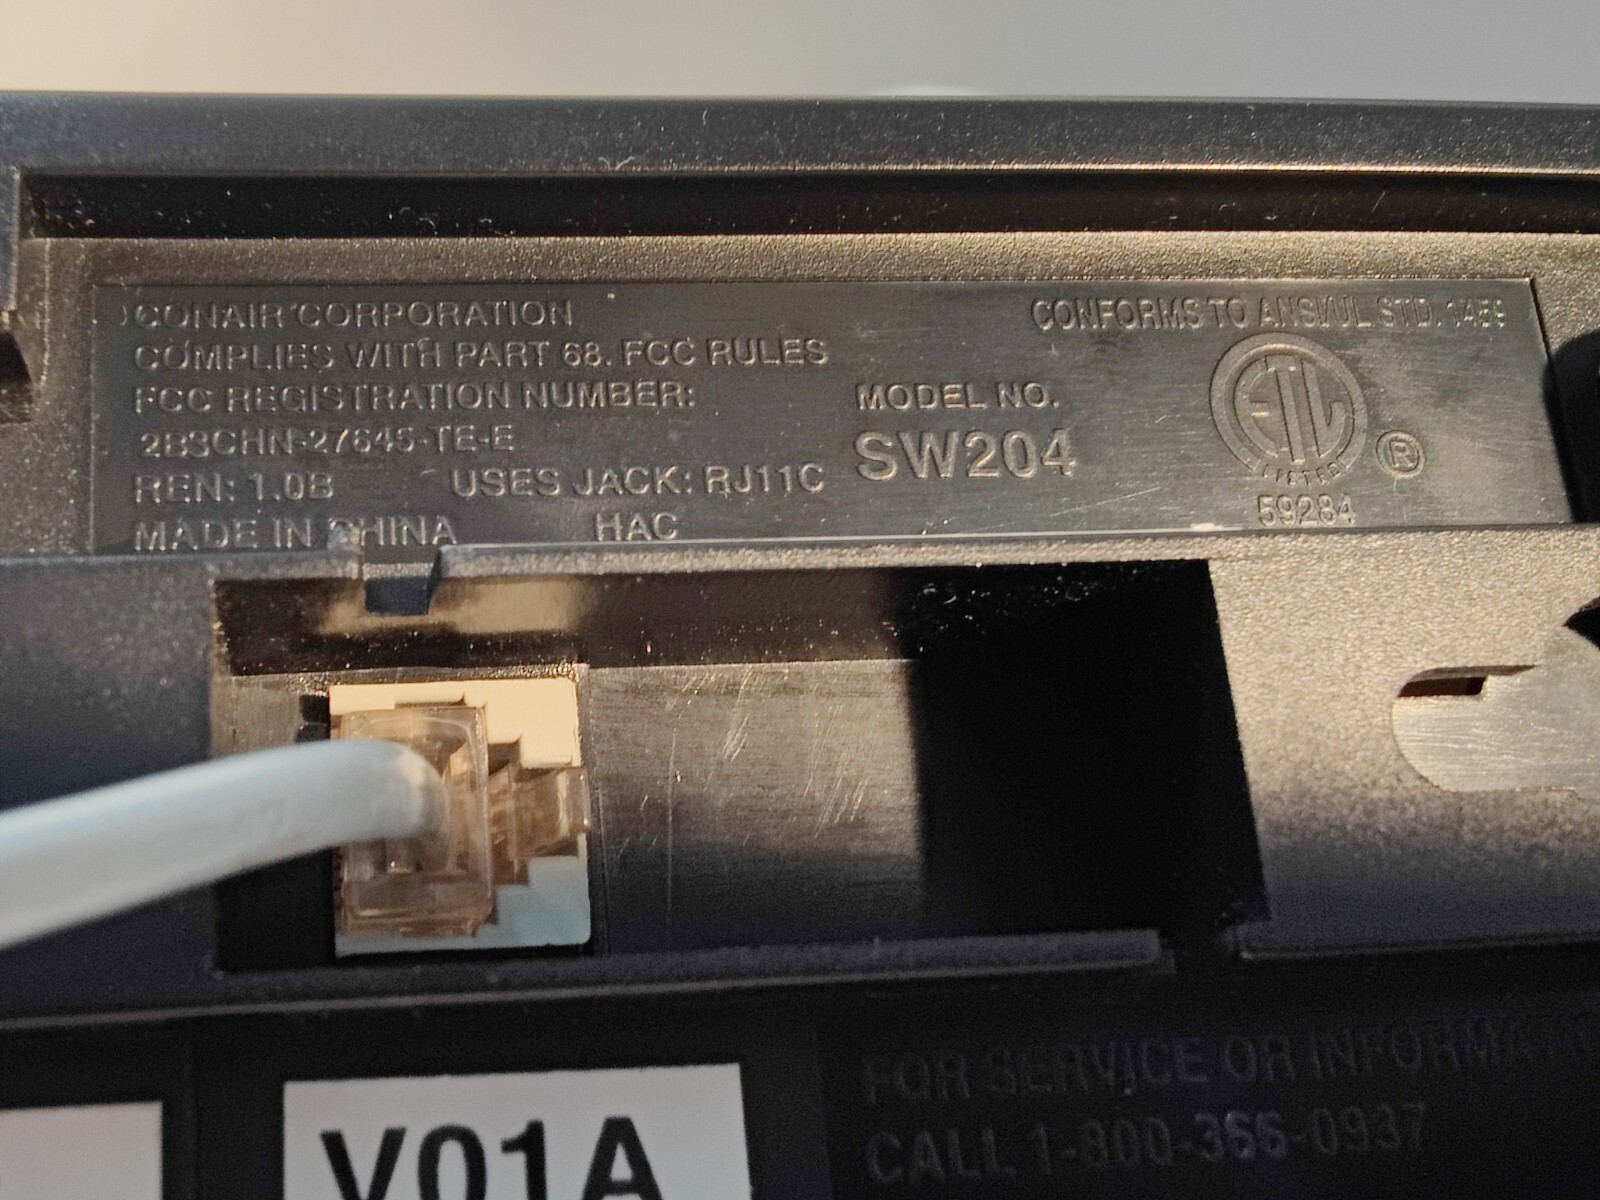 CONAIR CORPORATION
COMPLIES WITH PART 68. FCC RULES
FCC REGISTRATION NUMBER:
2B3CHN-27645-TE-E
REN: 1.0B USES JACK: RJ11C
MADE IN CHINA HAC
MODEL NO.
SW204
CONFORMS TO ANSI/UL STD. 1459
ETL
LISTED
®
59284
V01A
FOR SERVICE OR
CALL 1-800-366-0937